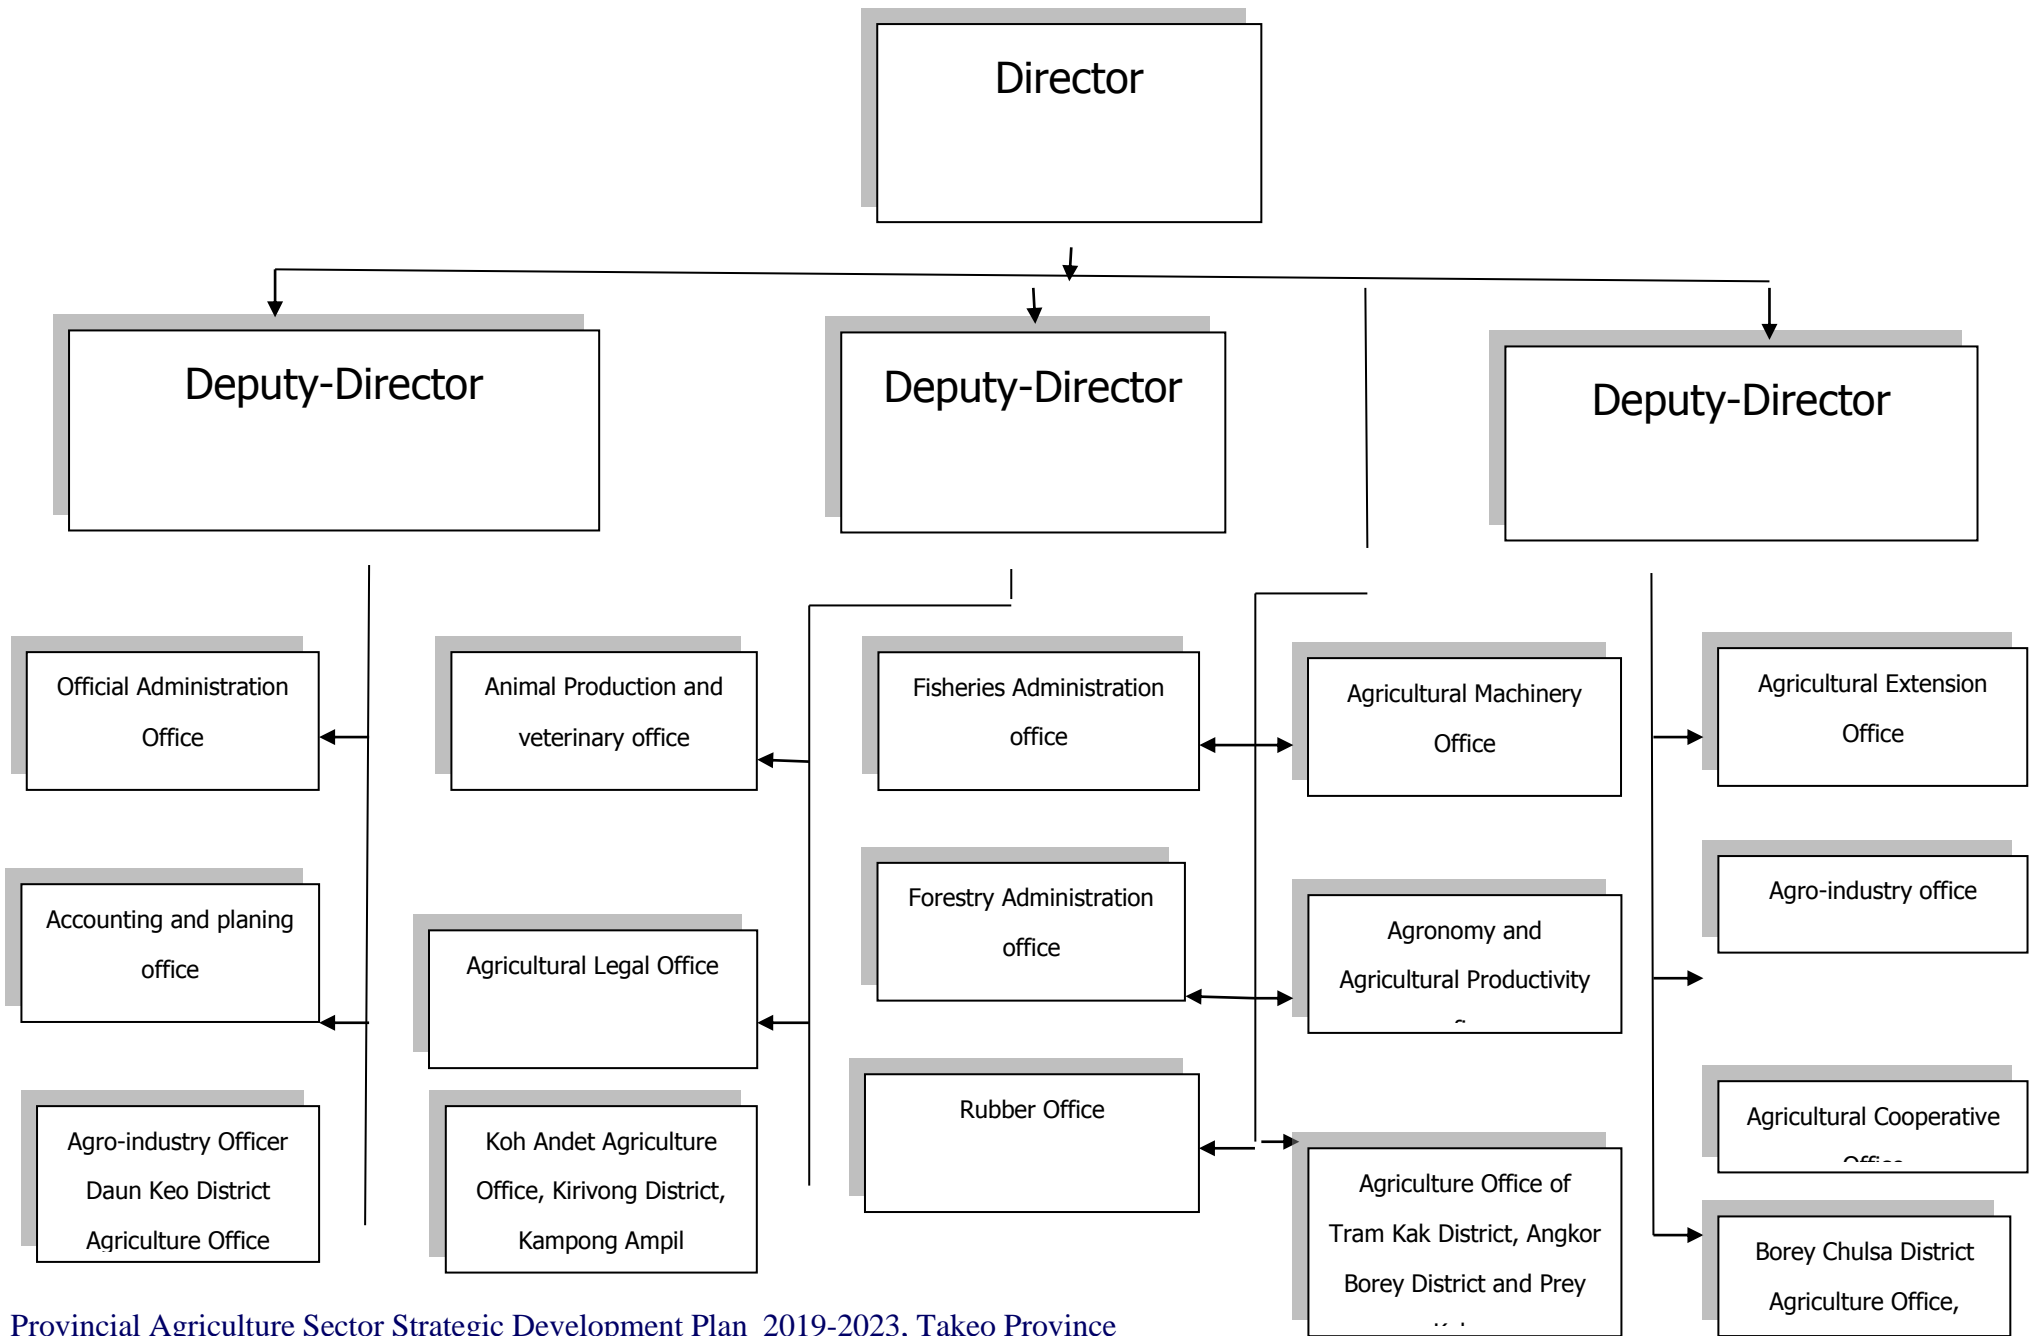 Director
Deputy-Director
Deputy-Director
Deputy-Director
Official Administration
Office
Animal Production and
veterinary office
Fisheries Administration
office
Agricultural Machinery
Office
Agricultural Extension
Office
Accounting and planing
office
Agricultural Legal Office
Forestry Administration
office
Agronomy and
Agricultural Productivity
Agro-industry office
Agro-industry Officer
Daun Keo District
Agriculture Office
Koh Andet Agriculture
Office, Kirivong District,
Kampong Ampil
Rubber Office
Agriculture Office of
Tram Kak District, Angkor
Borey District and Prey
Agricultural Cooperative
Office
Borey Chulsa District
Agriculture Office,
Provincial Agriculture Sector Strategic Development Plan 2019-2023, Takeo Province